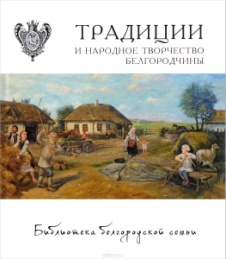 ТРАДИЦИИ
И НАРОДНОЕ ТВОРЧЕСТВО
БЕЛГОРОДЧИНЫ
Библиотека белгородской семьи